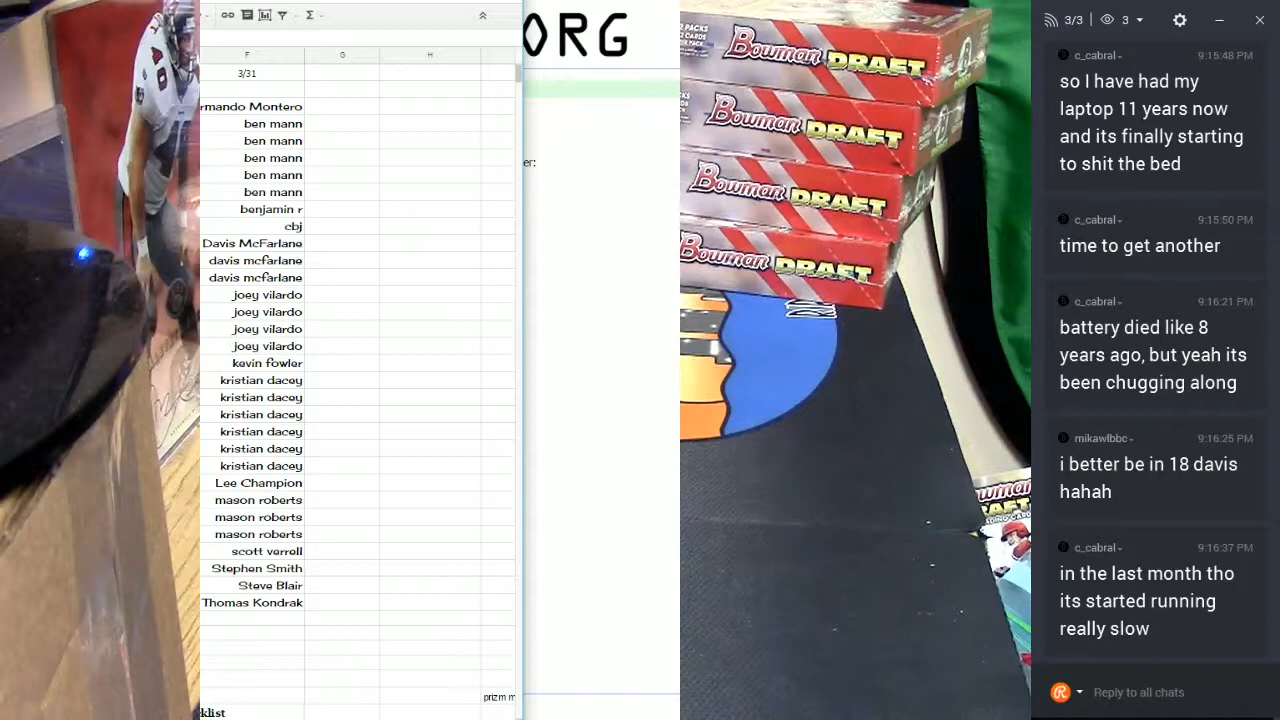 Σ
F
G
H
3/31
rmando Montero
ben mann
ben mann
ben mann
ben mann
ben mann
benjamin r
cbj
Davis McFarlane
davis mcfarlane
davis mcfarlane
joey vilardo
joey vilardo
joey vilardo
joey vilardo
kevin fowler
kristian dacey
kristian dacey
kristian dacey
kristian dacey
kristian dacey
kristian dacey
Lee Champion
mason roberts
mason roberts
mason roberts
scott verrell
Stephen Smith
Steve Blair
Thomas Kondrak
prizm m
klist
ORG
er:
PACKS
CARDS
Bowman DRAFT
Bowman DRAFT
Bowman DRAFT
Bowman DRAFT
owman
RAFT
3/3
3
c_cabral
9:15:48 PM
so I have had my
laptop 11 years now
and its finally starting
to shit the bed
c_cabral
9:15:50 PM
time to get another
c_cabral
9:16:21 PM
battery died like 8
years ago, but yeah its
been chugging along
mikawlbbc
9:16:25 PM
i better be in 18 davis
hahah
c_cabral
9:16:37 PM
in the last month tho
its started running
really slow
Reply to all chats